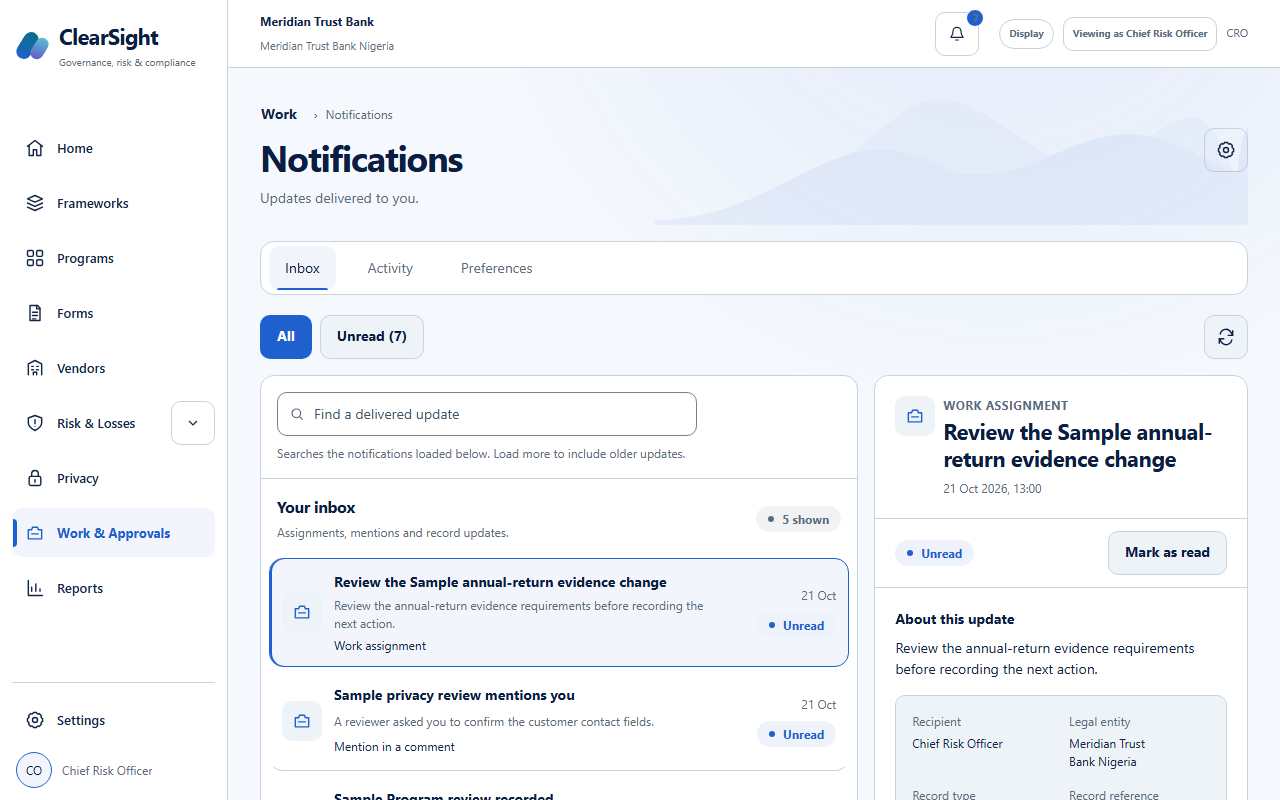 ClearSight
Governance, risk & compliance
Home
Frameworks
Programs
Forms
Vendors
Risk & Losses
Privacy
Work & Approvals
Reports
Settings
CO
Chief Risk Officer
Meridian Trust Bank
Meridian Trust Bank Nigeria
7
Display
Viewing as Chief Risk Officer
CRO
Work › Notifications
Notifications
Updates delivered to you.
Inbox
Activity
Preferences
All
Unread (7)
Find a delivered update
Searches the notifications loaded below. Load more to include older updates.
Your inbox
Assignments, mentions and record updates.
5 shown
Review the Sample annual-return evidence change
Review the annual-return evidence requirements before recording the
next action.
Work assignment
21 Oct
Unread
Sample privacy review mentions you
A reviewer asked you to confirm the customer contact fields.
Mention in a comment
21 Oct
Unread
Sample Program review recorded
WORK ASSIGNMENT
Review the Sample annual-
return evidence change
21 Oct 2026, 13:00
Unread
Mark as read
About this update
Review the annual-return evidence requirements
before recording the next action.
Recipient
Chief Risk Officer
Legal entity
Meridian Trust
Bank Nigeria
Record type
Record reference